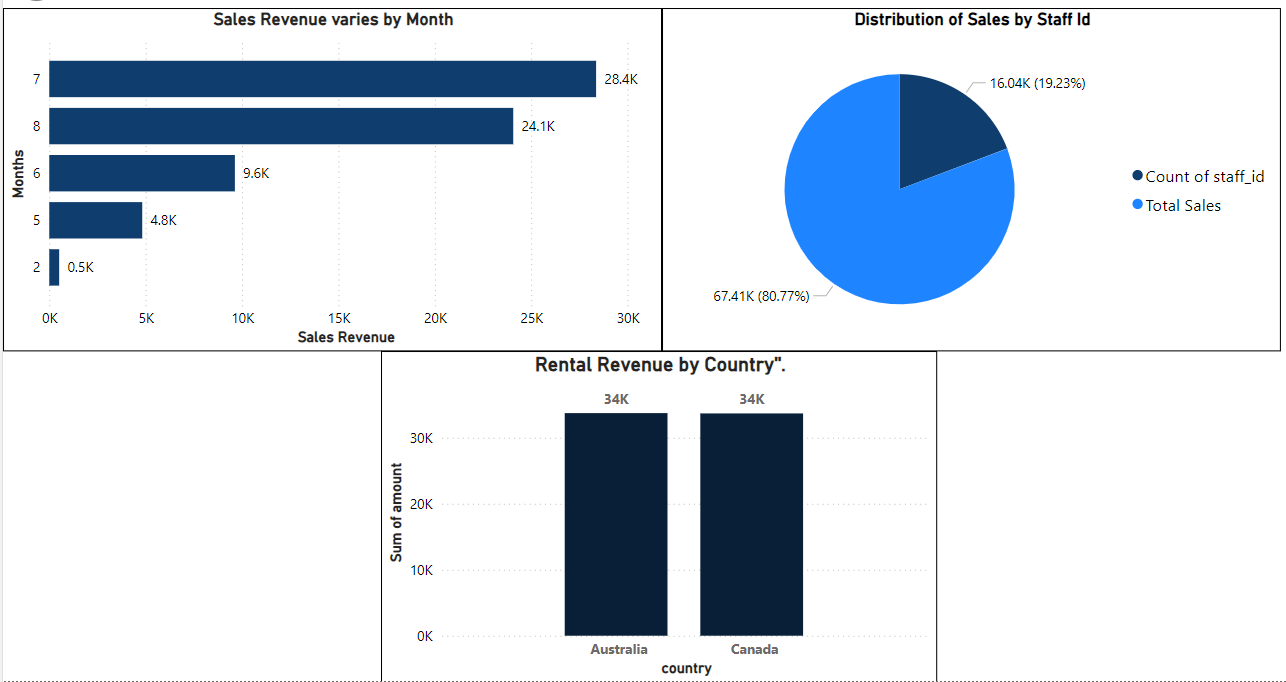 Sales Revenue varies by Month
7
28.4K
8
24.1K
6
9.6K
5
4.8K
2
0.5K
Months
0K 5K 10K 15K 20K 25K 30K
Sales Revenue
Distribution of Sales by Staff Id
16.04K (19.23%)
67.41K (80.77%)
Count of staff_id
Total Sales
Rental Revenue by Country".
34K 34K
30K
20K
10K
0K
Sum of amount
Australia Canada
country